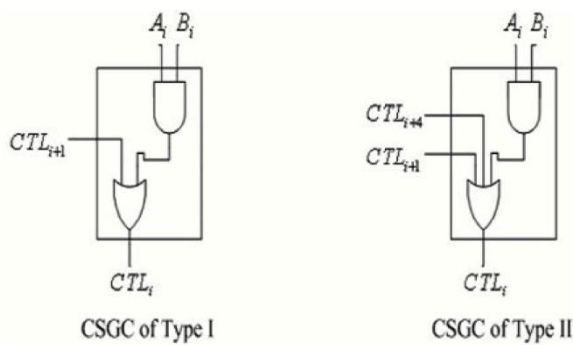 A_i B_i
A_i B_i
CTL_{i+1}
CTL_{i+4}
CTL_{i+1}
CTL_i
CTL_i
CSGC of Type I
CSGC of Type II